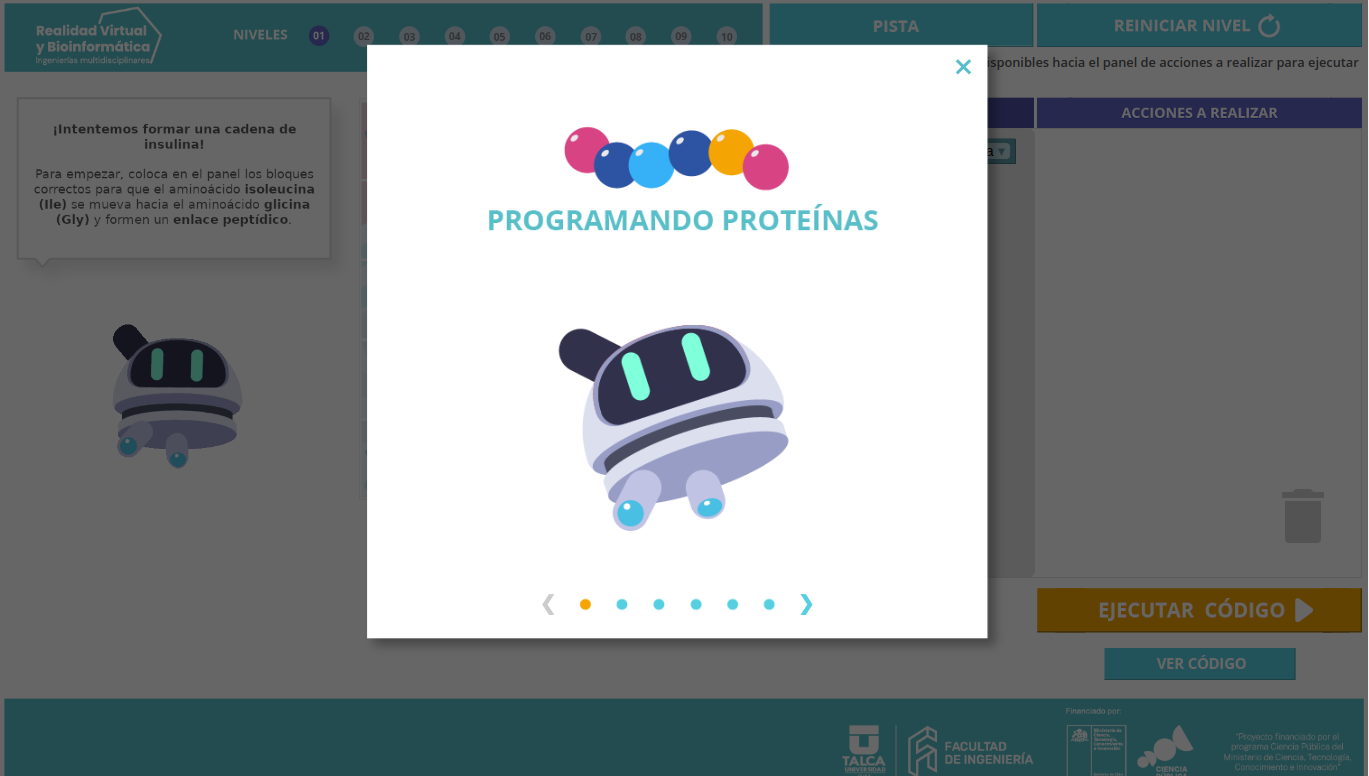 Realidad Virtual
y Bioinformática
Ingenierías multidisciplinares
NIVELES 01 02 03 04 05 06 07 08 09 10
PISTA
REINICIAR NIVEL
disponibles hacia el panel de acciones a realizar para ejecutar
¡Intentemos formar una cadena de
insulina!
Para empezar, coloca en el panel los bloques
correctos para que el aminoácido isoleucina
(Ile) se mueva hacia el aminoácido glicina
(Gly) y formen un enlace peptídico.
ACCIONES A REALIZAR
PROGRAMANDO PROTEÍNAS
EJECUTAR CÓDIGO
VER CÓDIGO
Financiado por:
TALCA
UNIVERSIDAD
FACULTAD
DE INGENIERÍA
Ministerio de
Ciencia,
Tecnología,
Conocimiento
e Innovación
CIENCIA
"Proyecto financiado por el
programa Ciencia Pública del
Ministerio de Ciencia, Tecnología,
Conocimiento e Innovación"